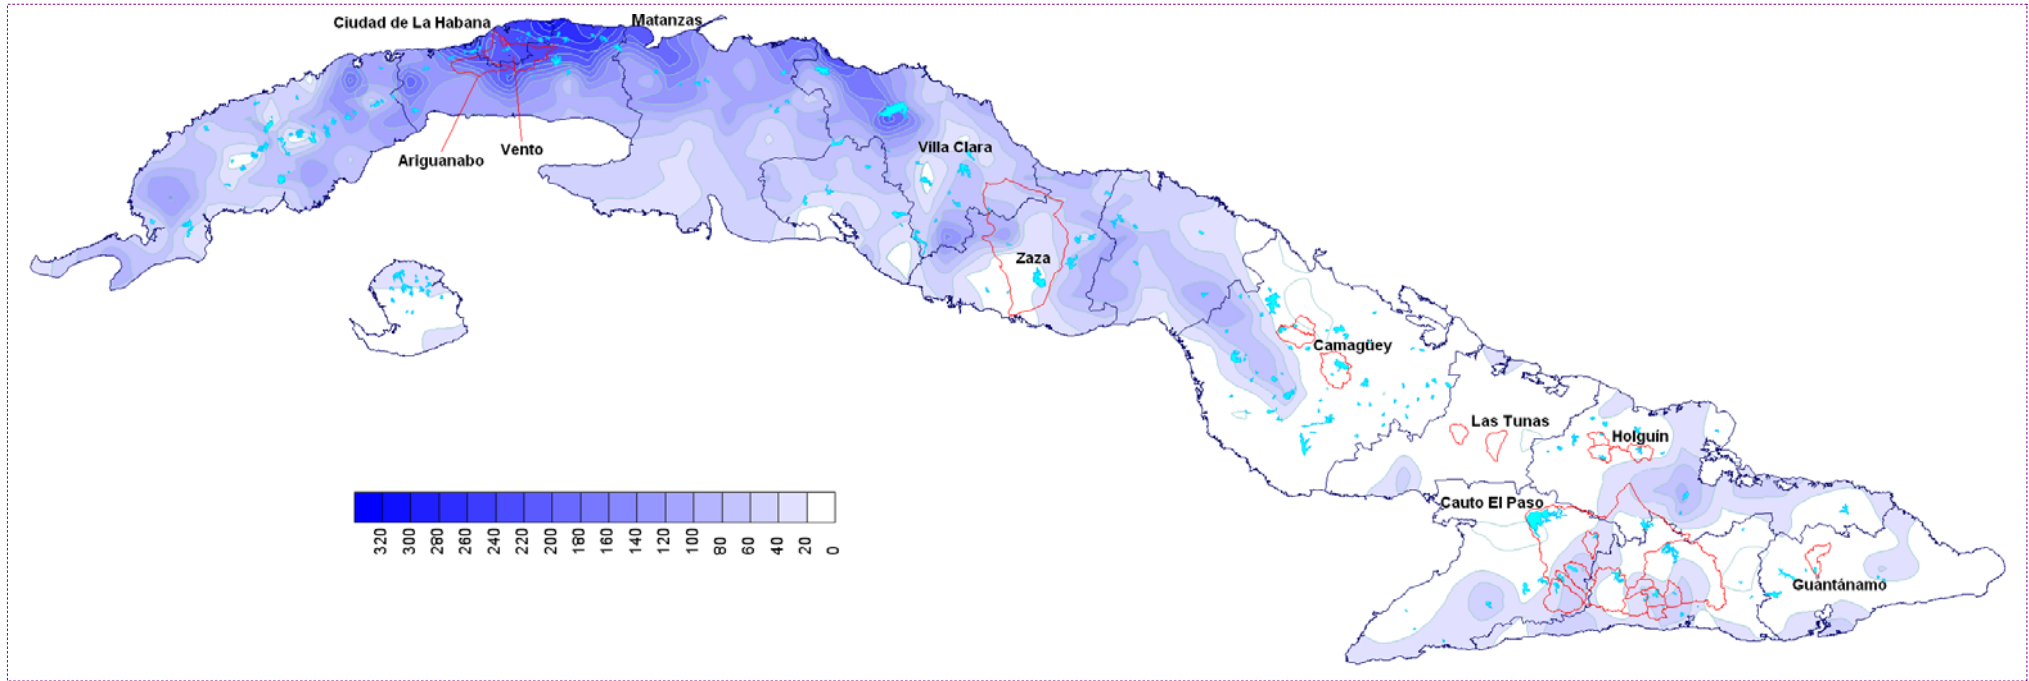 Ciudad de La Habana
Matanzas
Ariguanabo
Vento
Villa Clara
Zaza
Camagüey
Las Tunas
Holguín
Cauto El Paso
Guantánamo
320 300 280 260 240 220 200 180 160 140 120 100 80 60 40 20 0